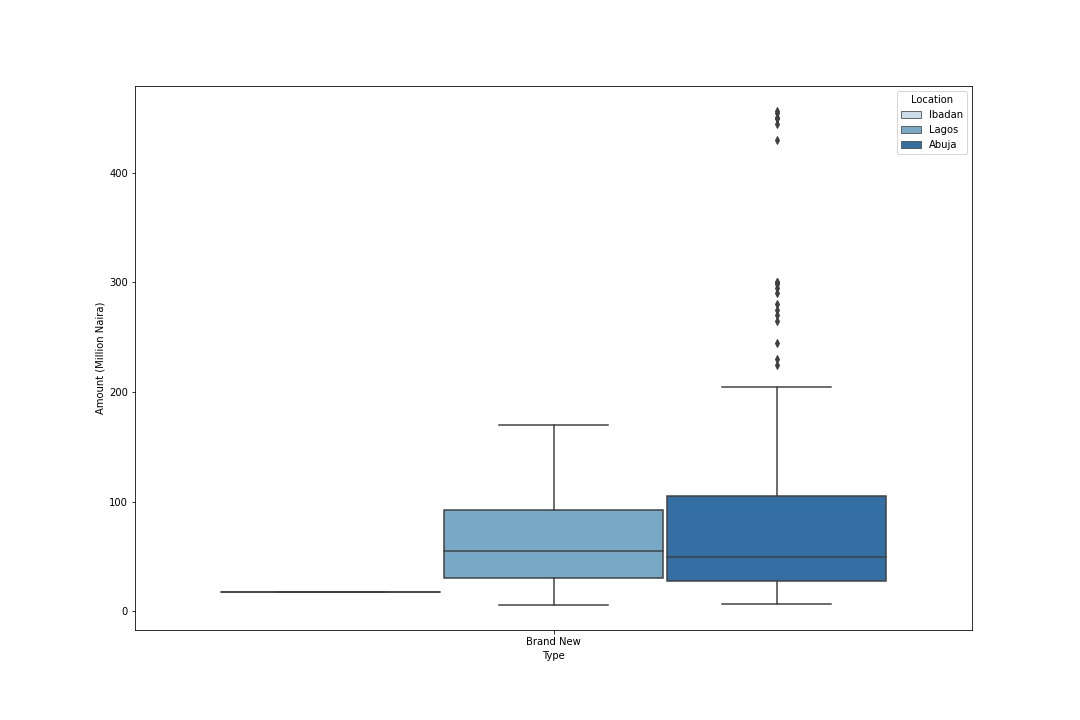 Location
Ibadan
Lagos
Abuja
400
300
200
100
0
Amount (Million Naira)
Brand New
Type